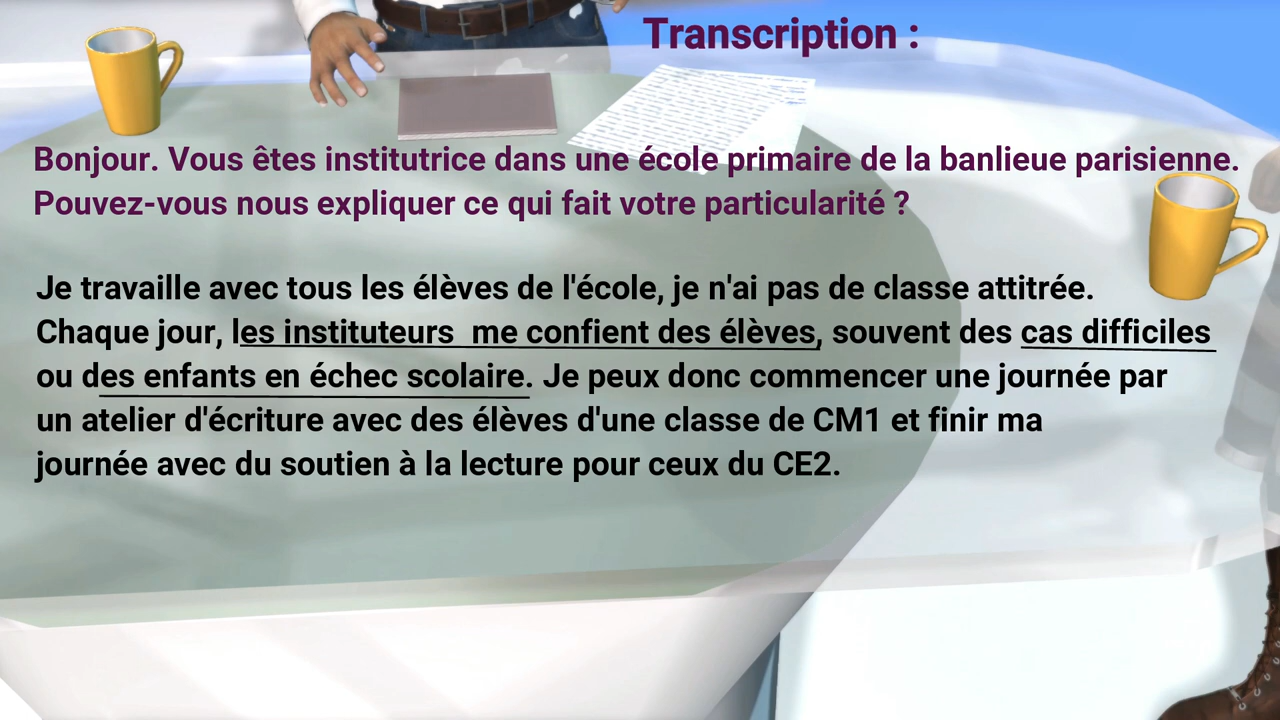 Transcription :
Bonjour. Vous êtes institutrice dans une école primaire de la banlieue parisienne.
Pouvez-vous nous expliquer ce qui fait votre particularité ?
Je travaille avec tous les élèves de l'école, je n'ai pas de classe attitrée.
Chaque jour, les instituteurs  me confient des élèves, souvent des cas difficiles
ou des enfants en échec scolaire. Je peux donc commencer une journée par
un atelier d'écriture avec des élèves d'une classe de CM1 et finir ma
journée avec du soutien à la lecture pour ceux du CE2.